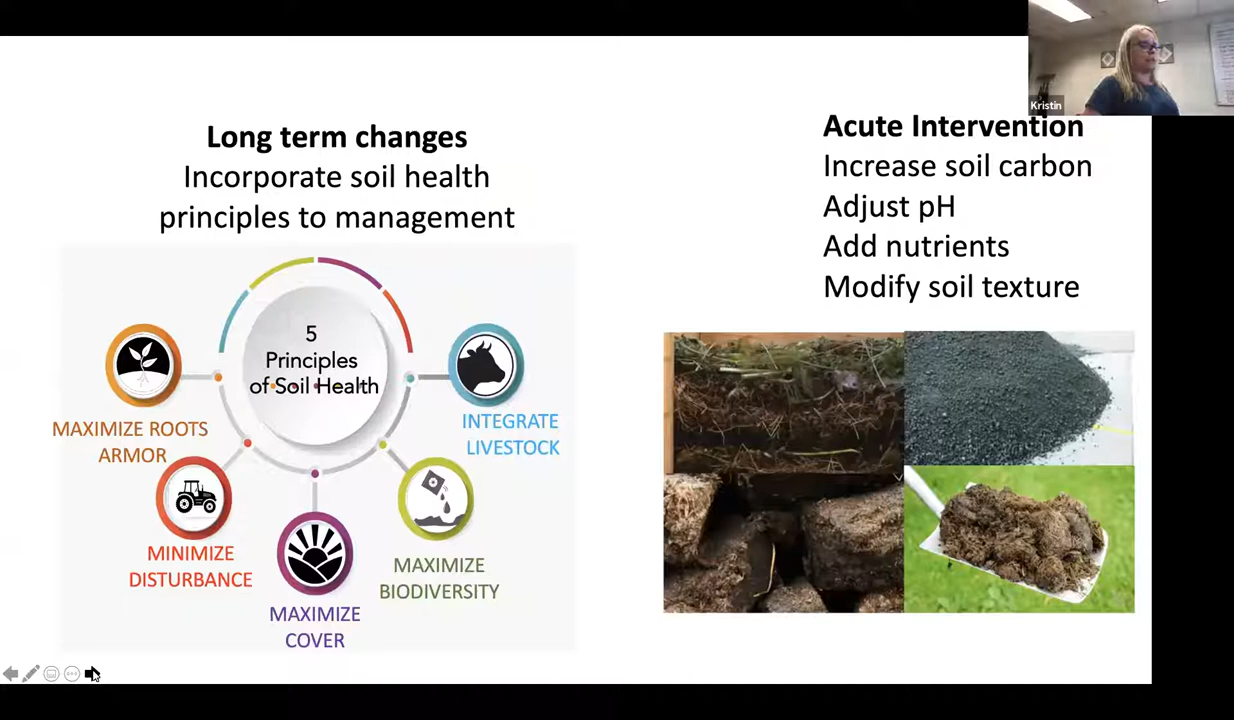 Kristin
Long term changes
Incorporate soil health
principles to management
5
Principles
of Soil Health
MAXIMIZE ROOTS
ARMOR
MINIMIZE
DISTURBANCE
MAXIMIZE
COVER
MAXIMIZE
BIODIVERSITY
INTEGRATE
LIVESTOCK
Acute Intervention
Increase soil carbon
Adjust pH
Add nutrients
Modify soil texture